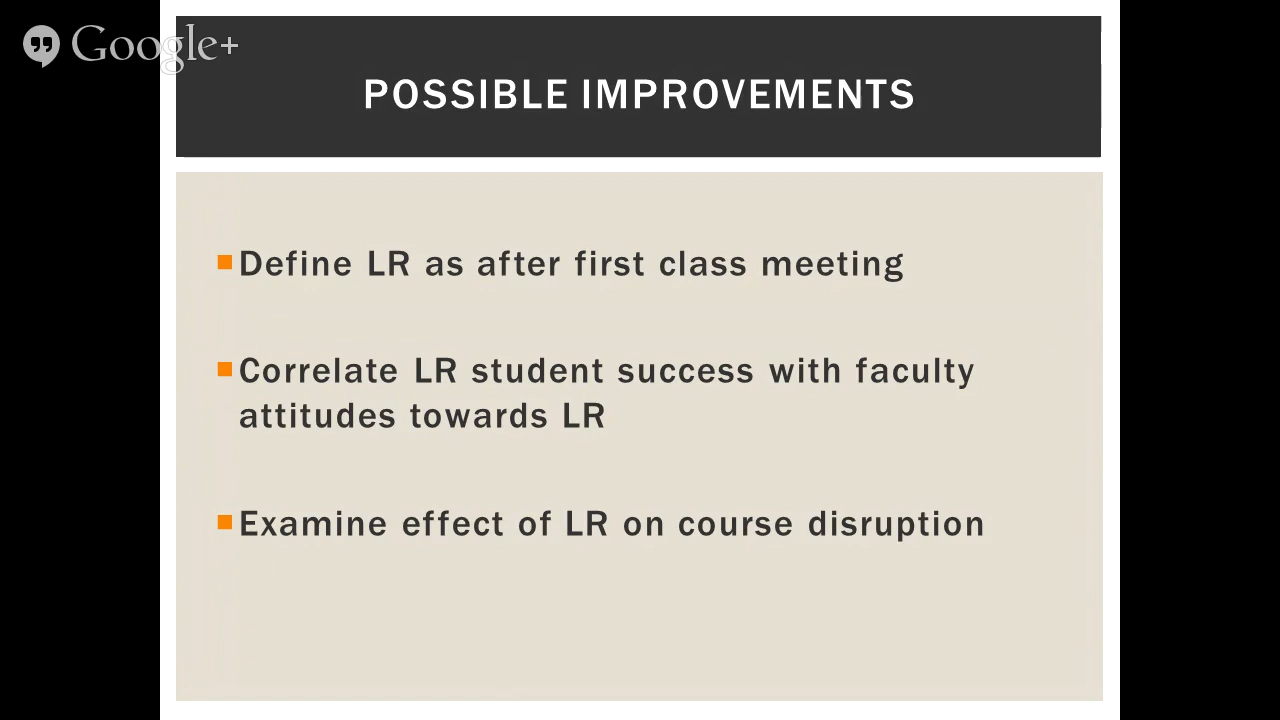 Google+
POSSIBLE IMPROVEMENTS
Define LR as after first class meeting
Correlate LR student success with faculty
attitudes towards LR
Examine effect of LR on course disruption